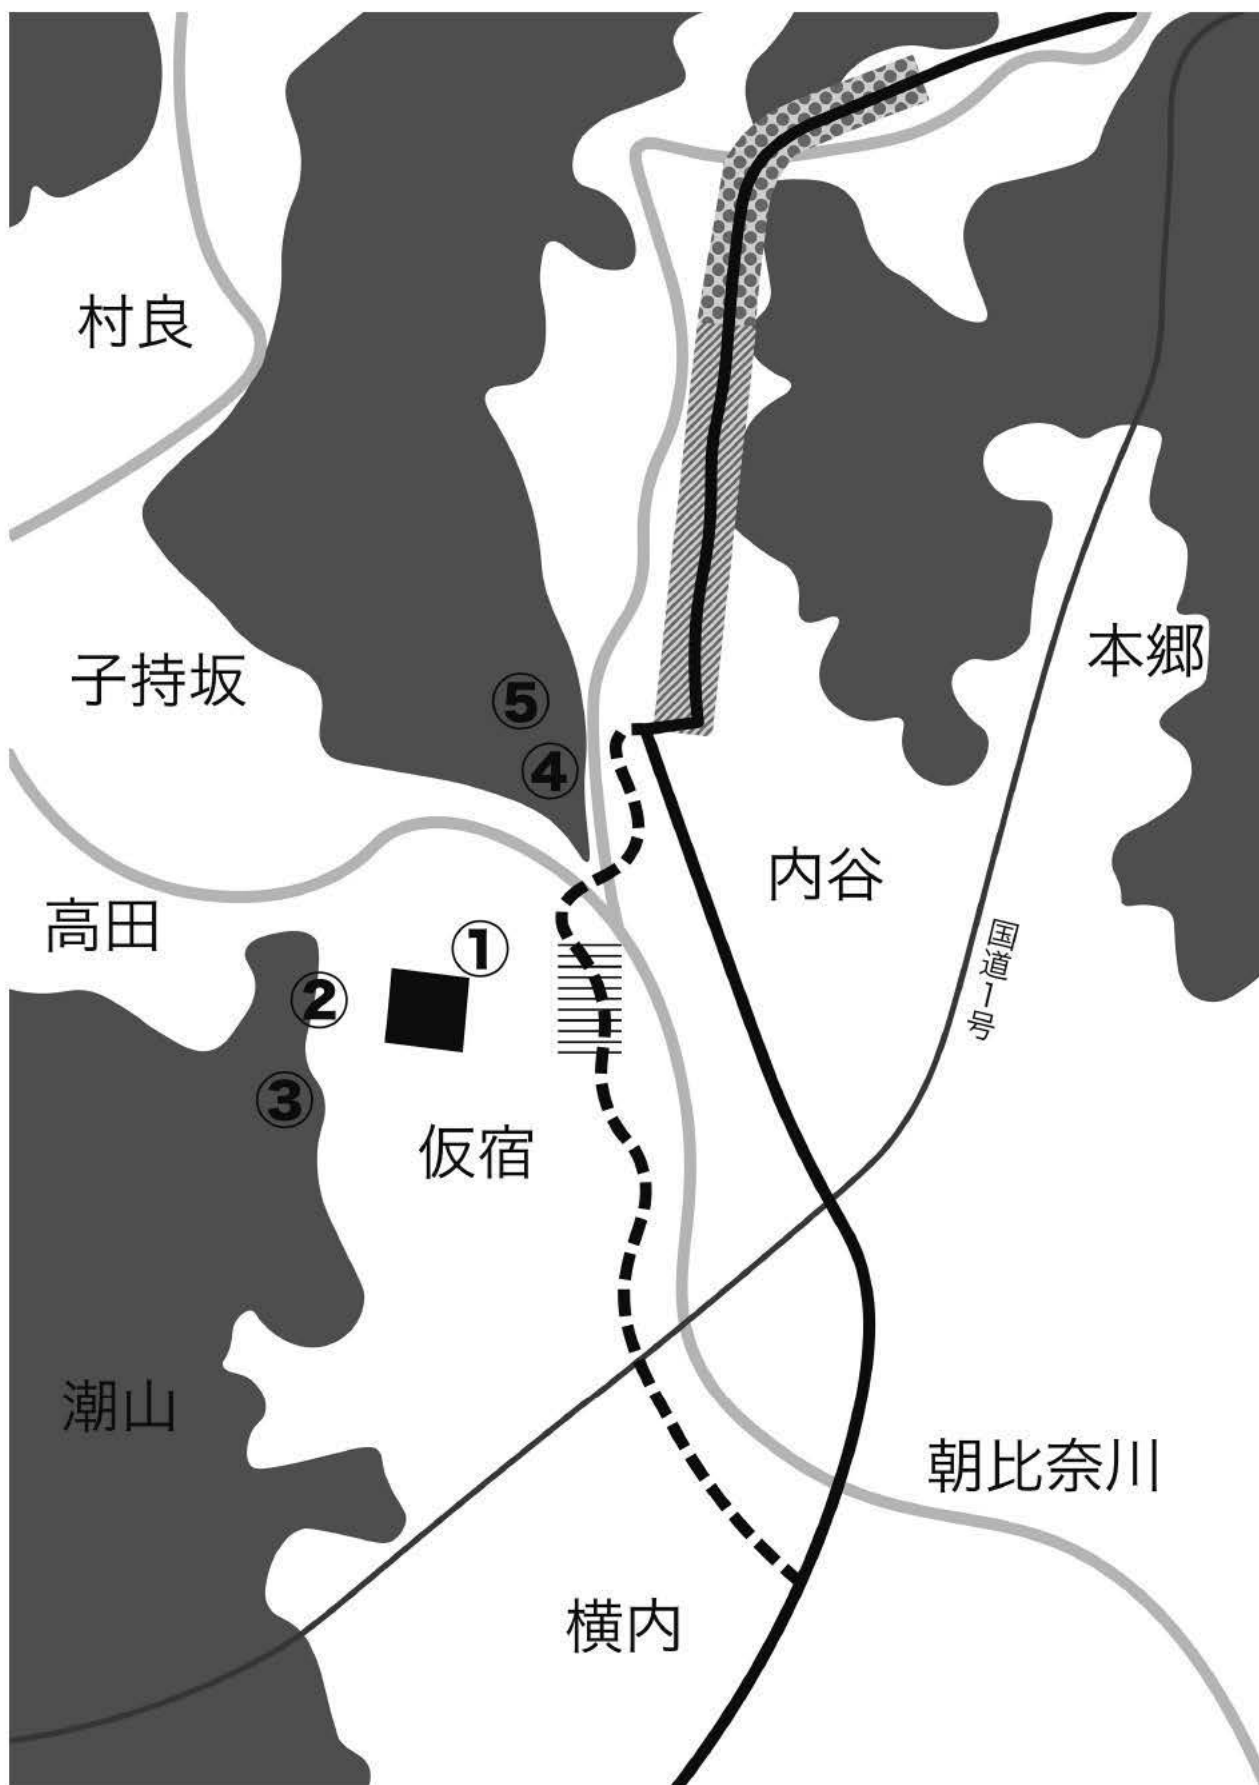 村良
本郷
子持坂
⑤
④
内谷
高田
①
国道1号
②
③
仮宿
潮山
朝比奈川
横内